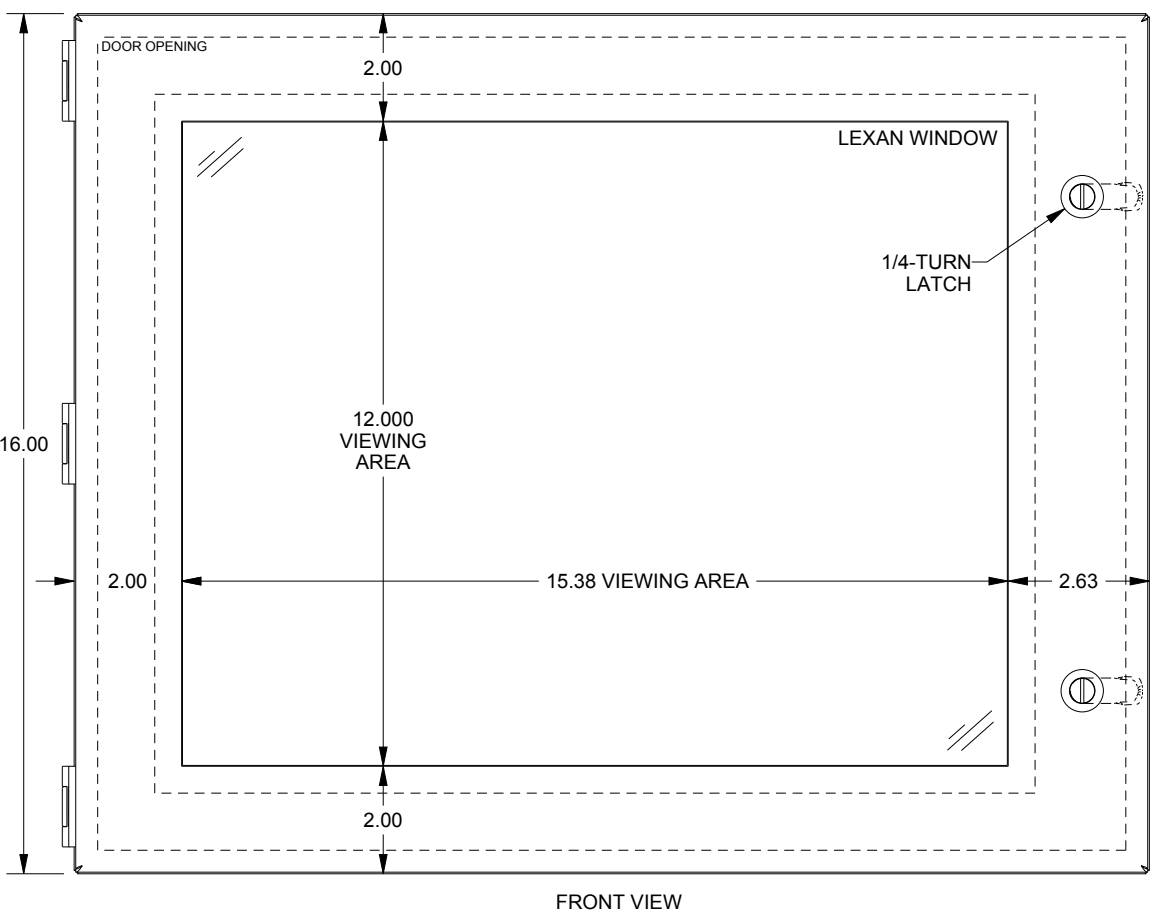 DOOR OPENING
2.00
LEXAN WINDOW
1/4-TURN
LATCH
12.000
VIEWING
AREA
16.00
2.00
15.38 VIEWING AREA
2.63
2.00
FRONT VIEW